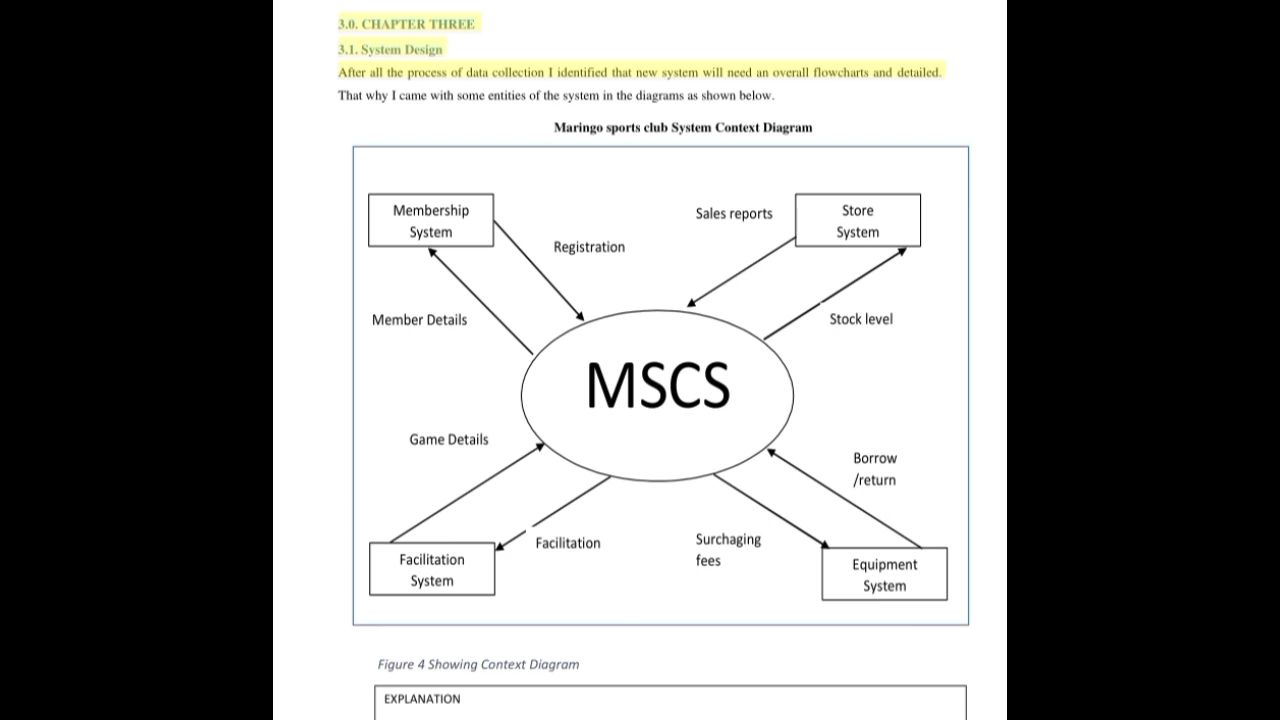 3.0. CHAPTER THREE
3.1. System Design
After all the process of data collection I identified that new system will need an overall flowcharts and detailed.
That why I came with some entities of the system in the diagrams as shown below.
Maringo sports club System Context Diagram
Membership
System
Sales reports
Store
System
Registration
Member Details
Stock level
MSCS
Game Details
Borrow
/return
Facilitation
System
Facilitation
Surchaging
fees
Equipment
System
Figure 4 Showing Context Diagram
EXPLANATION